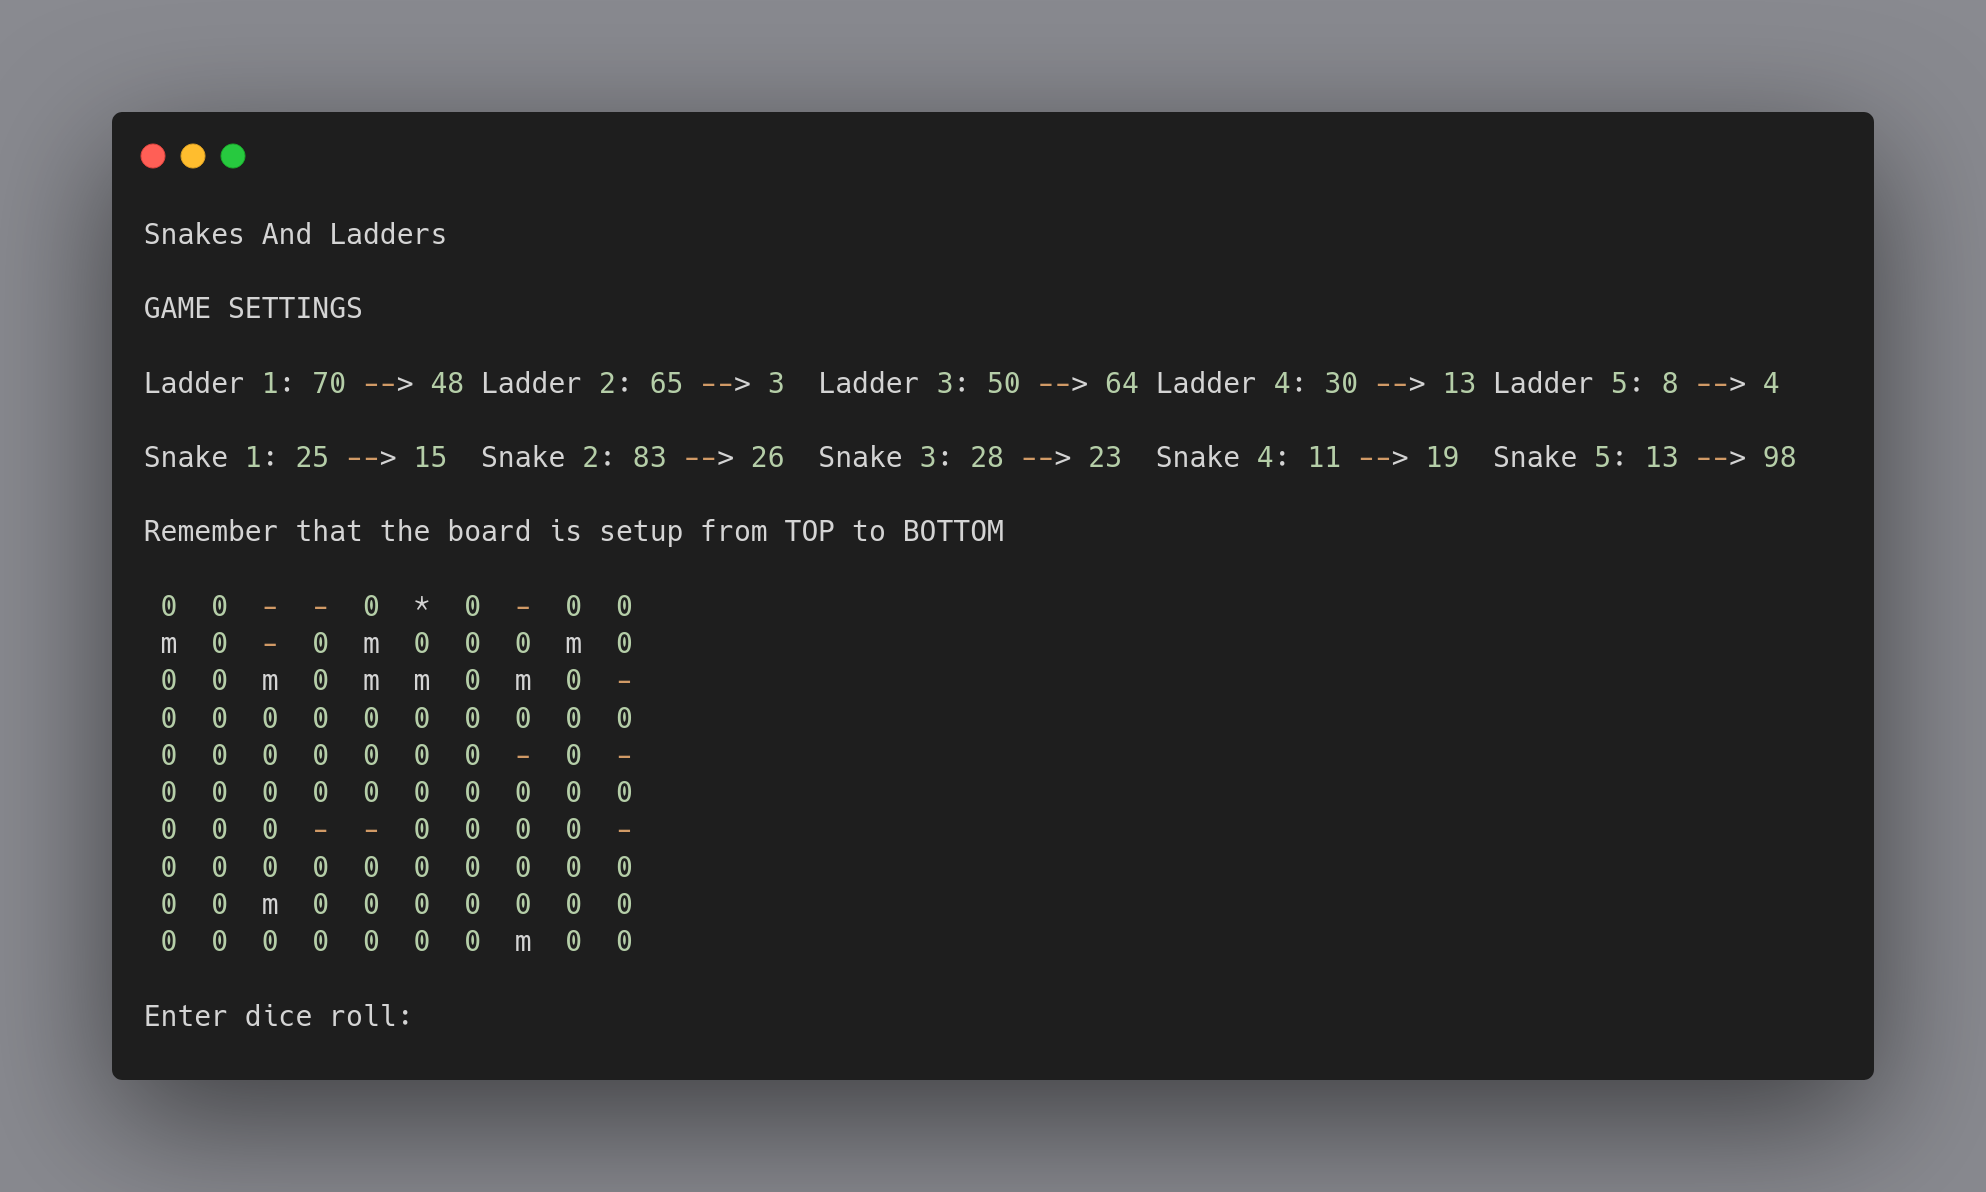 Snakes And Ladders
GAME SETTINGS
Ladder 1: 70 --> 48 Ladder 2: 65 --> 3  Ladder 3: 50 --> 64 Ladder 4: 30 --> 13 Ladder 5: 8 --> 4
Snake 1: 25 --> 15  Snake 2: 83 --> 26  Snake 3: 28 --> 23  Snake 4: 11 --> 19  Snake 5: 13 --> 98
Remember that the board is setup from TOP to BOTTOM
0  0  -  -  0  *  0  -  0  0
m  0  -  0  m  0  0  0  m  0
0  0  m  0  m  m  0  m  0  -
0  0  0  0  0  0  0  0  0  0
0  0  0  0  0  0  0  -  0  -
0  0  0  0  0  0  0  0  0  0
0  0  0  -  -  0  0  0  0  -
0  0  0  0  0  0  0  0  0  0
0  0  m  0  0  0  0  0  0  0
0  0  0  0  0  0  0  m  0  0
Enter dice roll: